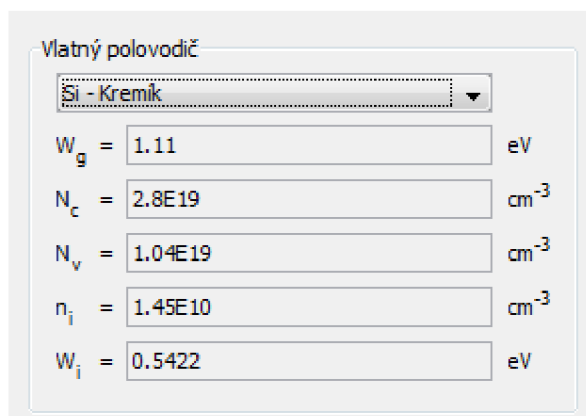 Vlatný polovodič
Si - Kremík
W_g = 1.11 eV
N_c = 2.8E19 cm^-3
N_v = 1.04E19 cm^-3
n_i = 1.45E10 cm^-3
W_i = 0.5422 eV